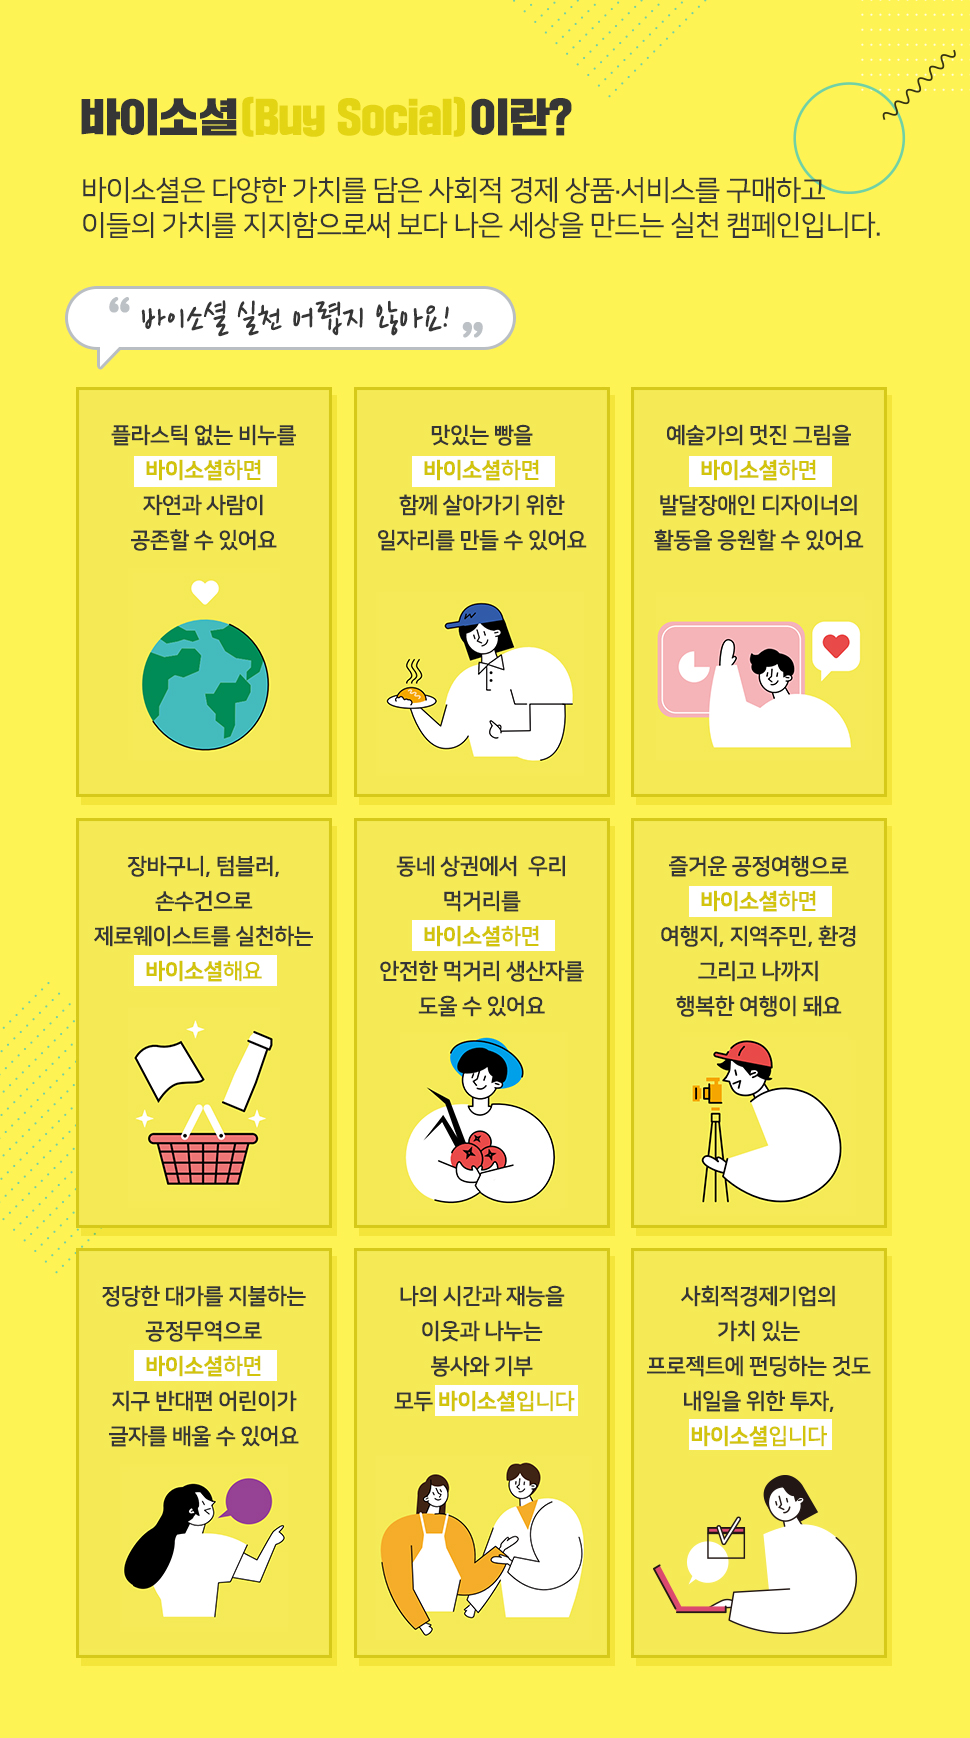 바이소셜(Buy Social)이란?
바이소셜은 다양한 가치를 담은 사회적 경제 상품·서비스를 구매하고
이들의 가치를 지지함으로써 보다 나은 세상을 만드는 실천 캠페인입니다.
“ 바이소셜 실천 어렵지 않아요! ”
플라스틱 없는 비누를
바이소셜하면
자연과 사람이
공존할 수 있어요
맛있는 빵을
바이소셜하면
함께 살아가기 위한
일자리를 만들 수 있어요
예술가의 멋진 그림을
바이소셜하면
발달장애인 디자이너의
활동을 응원할 수 있어요
장바구니, 텀블러,
손수건으로
제로웨이스트를 실천하는
바이소셜해요
동네 상권에서 우리
먹거리를
바이소셜하면
안전한 먹거리 생산자를
도울 수 있어요
즐거운 공정여행으로
바이소셜하면
여행지, 지역주민, 환경
그리고 나까지
행복한 여행이 돼요
정당한 대가를 지불하는
공정무역으로
바이소셜하면
지구 반대편 어린이가
글자를 배울 수 있어요
나의 시간과 재능을
이웃과 나누는
봉사와 기부
모두 바이소셜입니다
사회적경제기업의
가치 있는
프로젝트에 펀딩하는 것도
내일을 위한 투자,
바이소셜입니다